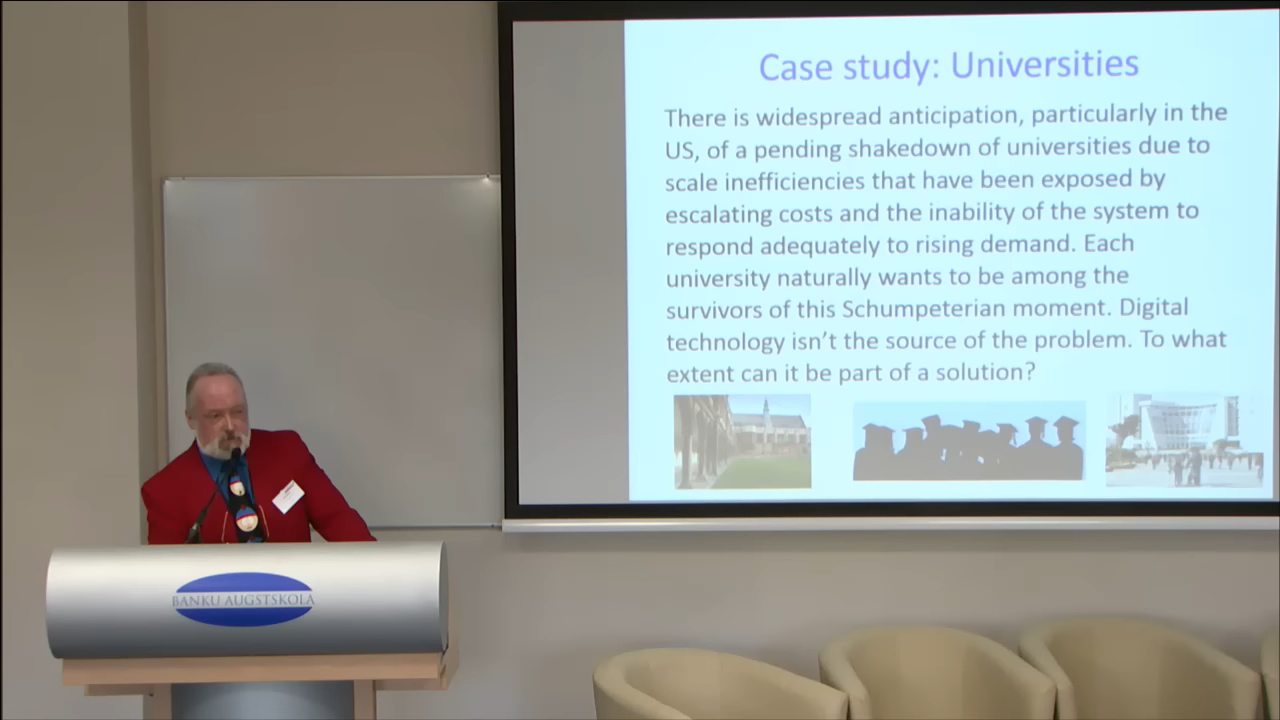 Case study: Universities
There is widespread anticipation, particularly in the
US, of a pending shakedown of universities due to
scale inefficiencies that have been exposed by
escalating costs and the inability of the system to
respond adequately to rising demand. Each
university naturally wants to be among the
survivors of this Schumpeterian moment. Digital
technology isn't the source of the problem. To what
extent can it be part of a solution?
BANKU AUGSTSKOLA